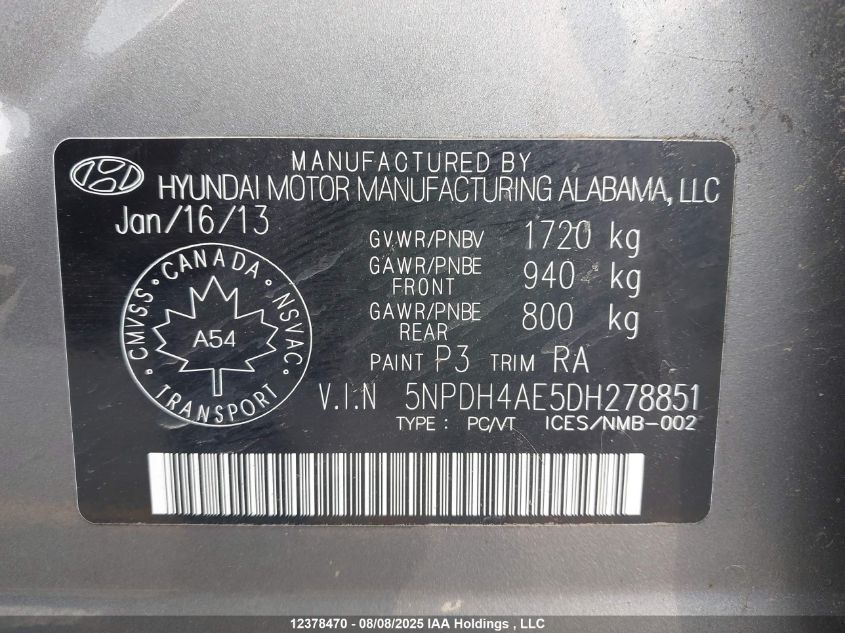 MANUFACTURED BY
HYUNDAI MOTOR MANUFACTURING ALABAMA, LLC
Jan/16/13
GVWR/PNBV 1720 kg
GAWR/PNBE FRONT 940 kg
GAWR/PNBE REAR 800 kg
PAINT P3 TRIM RA
CANADA
CMVSS • NSVAC
A54
TRANSPORT
V.I.N 5NPDH4AE5DH278851
TYPE : PC/VT ICES/NMB-002
12378470 - 08/08/2025 IAA Holdings , LLC